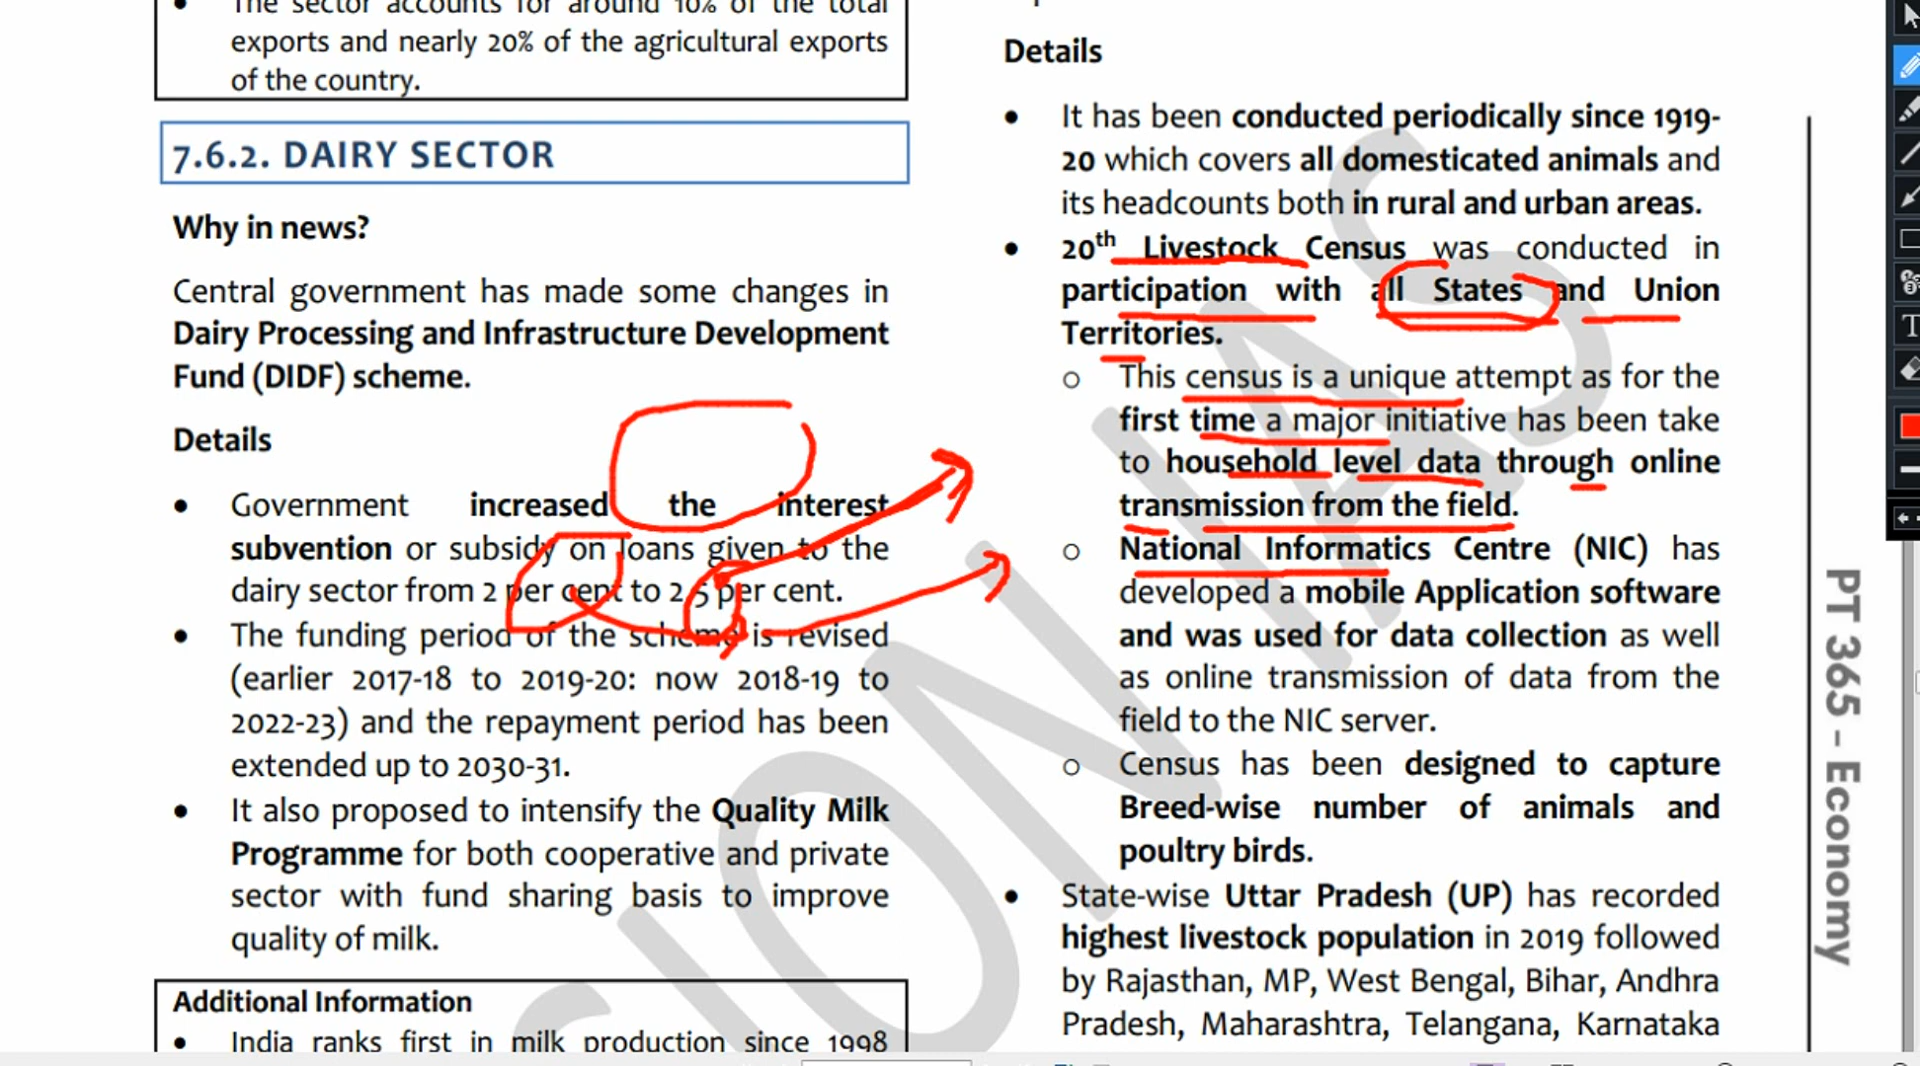 The sector accounts for around 10% of the total
exports and nearly 20% of the agricultural exports
of the country.
7.6.2. DAIRY SECTOR
Why in news?
Central government has made some changes in
Dairy Processing and Infrastructure Development
Fund (DIDF) scheme.
Details
• Government increased the interest
subvention or subsidy on loans given to the
dairy sector from 2 per cent to 2.5 per cent.
• The funding period of the scheme is revised
(earlier 2017-18 to 2019-20: now 2018-19 to
2022-23) and the repayment period has been
extended up to 2030-31.
• It also proposed to intensify the Quality Milk
Programme for both cooperative and private
sector with fund sharing basis to improve
quality of milk.
Additional Information
• India ranks first in milk production since 1998
Details
• It has been conducted periodically since 1919-
20 which covers all domesticated animals and
its headcounts both in rural and urban areas.
• 20th Livestock Census was conducted in
participation with all States and Union
Territories.
o This census is a unique attempt as for the
first time a major initiative has been take
to household level data through online
transmission from the field.
o National Informatics Centre (NIC) has
developed a mobile Application software
and was used for data collection as well
as online transmission of data from the
field to the NIC server.
o Census has been designed to capture
Breed-wise number of animals and
poultry birds.
• State-wise Uttar Pradesh (UP) has recorded
highest livestock population in 2019 followed
by Rajasthan, MP, West Bengal, Bihar, Andhra
Pradesh, Maharashtra, Telangana, Karnataka
PT 365 - Economy
ION IAS